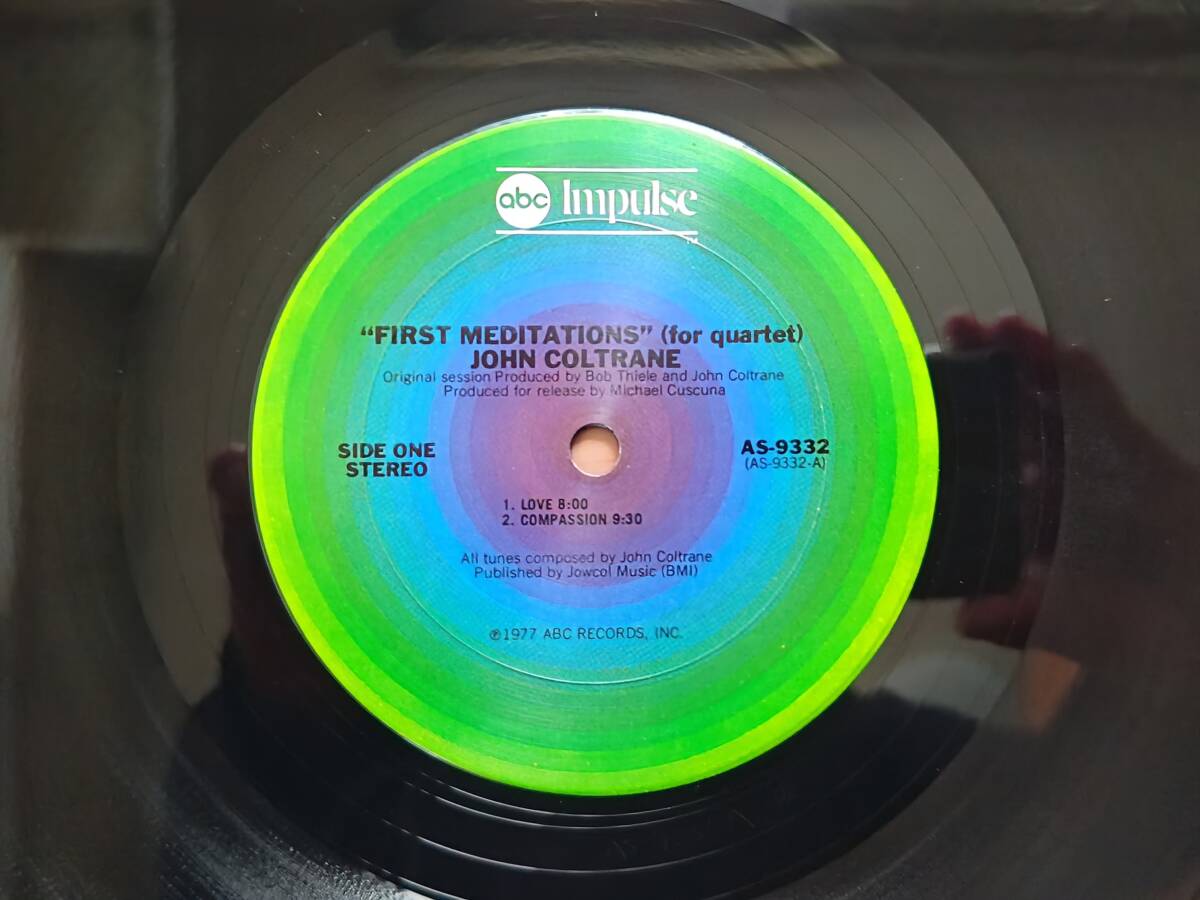 abc Impulse
TM
“FIRST MEDITATIONS” (for quartet)
JOHN COLTRANE
Original session Produced by Bob Thiele and John Coltrane
Produced for release by Michael Cuscuna
SIDE ONE
STEREO
AS-9332
(AS-9332-A)
1. LOVE 8:00
2. COMPASSION 9:30
All tunes composed by John Coltrane
Published by Jowcol Music (BMI)
℗1977 ABC RECORDS, INC.